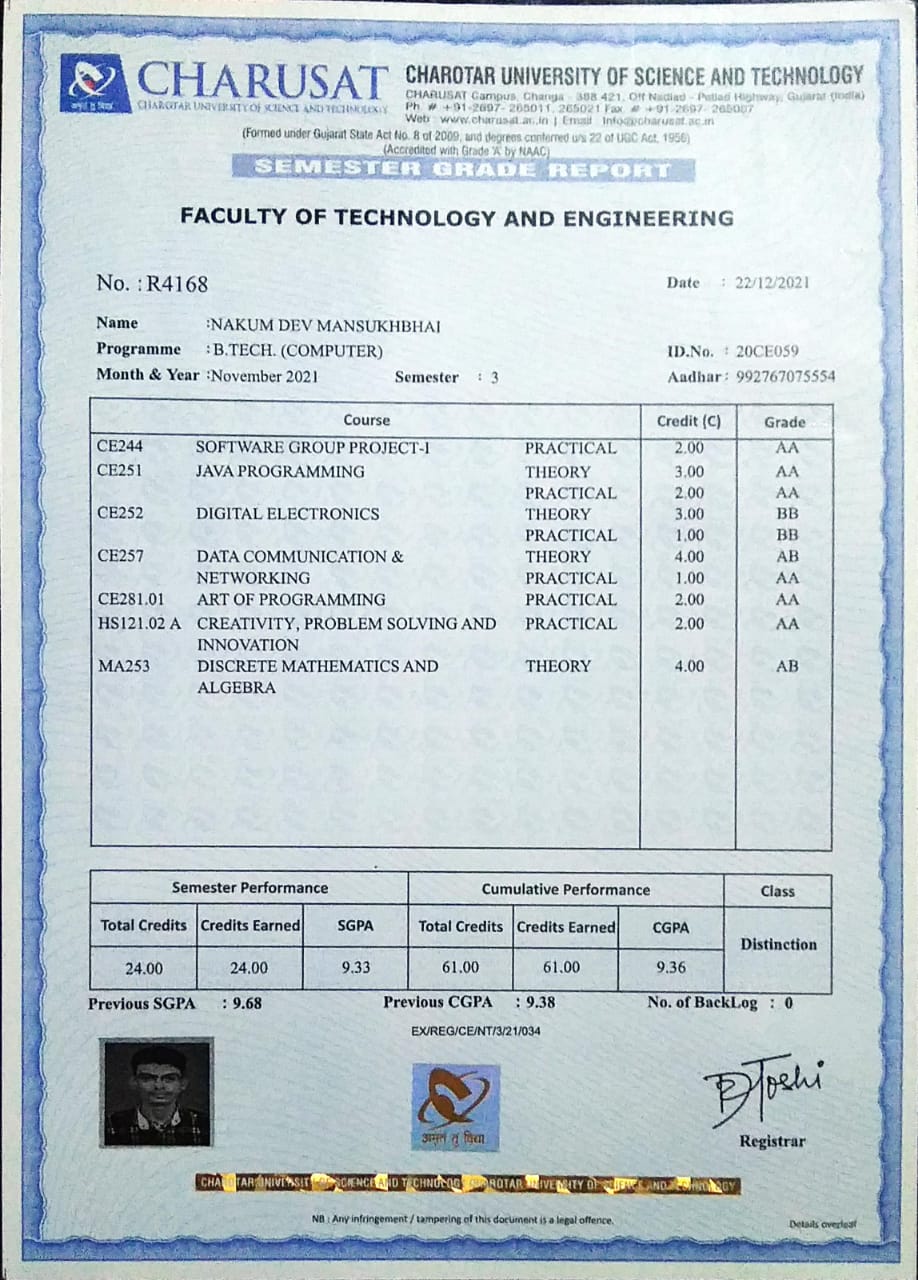 CHARUSAT
CHAROTAR UNIVERSITY OF SCIENCE AND TECHNOLOGY
CHAROTAR UNIVERSITY OF SCIENCE AND TECHNOLOGY
CHARUSAT Campus, Changa - 388 421, Off Nadiad - Petlad Highway, Gujarat (India)
Ph. # +91-2697- 265011, 265021 Fax # +91-2697- 265007
Web : www.charusat.ac.in | Email : info@charusat.ac.in
(Formed under Gujarat State Act No. 8 of 2009, and degrees conferred u/s 22 of UGC Act, 1956)
(Accredited with Grade 'A' by NAAC)
SEMESTER GRADE REPORT
FACULTY OF TECHNOLOGY AND ENGINEERING
No. : R4168 Date : 22/12/2021
Name :NAKUM DEV MANSUKHBHAI
Programme :B.TECH. (COMPUTER) ID.No. : 20CE059
Month & Year :November 2021 Semester : 3 Aadhar : 992767075554
Course Credit (C) Grade
CE244 SOFTWARE GROUP PROJECT-I PRACTICAL 2.00 AA
CE251 JAVA PROGRAMMING THEORY 3.00 AA
PRACTICAL 2.00 AA
CE252 DIGITAL ELECTRONICS THEORY 3.00 BB
PRACTICAL 1.00 BB
CE257 DATA COMMUNICATION & THEORY 4.00 AB
NETWORKING PRACTICAL 1.00 AA
CE281.01 ART OF PROGRAMMING PRACTICAL 2.00 AA
HS121.02 A CREATIVITY, PROBLEM SOLVING AND PRACTICAL 2.00 AA
INNOVATION
MA253 DISCRETE MATHEMATICS AND THEORY 4.00 AB
ALGEBRA
Semester Performance Cumulative Performance Class
Total Credits Credits Earned SGPA Total Credits Credits Earned CGPA Distinction
24.00 24.00 9.33 61.00 61.00 9.36
Previous SGPA : 9.68 Previous CGPA : 9.38 No. of BackLog : 0
EX/REG/CE/NT/3/21/034
अमृतं तु विद्या
Joshi
Registrar
CHAROTAR UNIVERSITY OF SCIENCE AND TECHNOLOGY CHAROTAR UNIVERSITY OF SCIENCE AND TECHNOLOGY
NB : Any infringement / tampering of this document is a legal offence.
Details overleaf